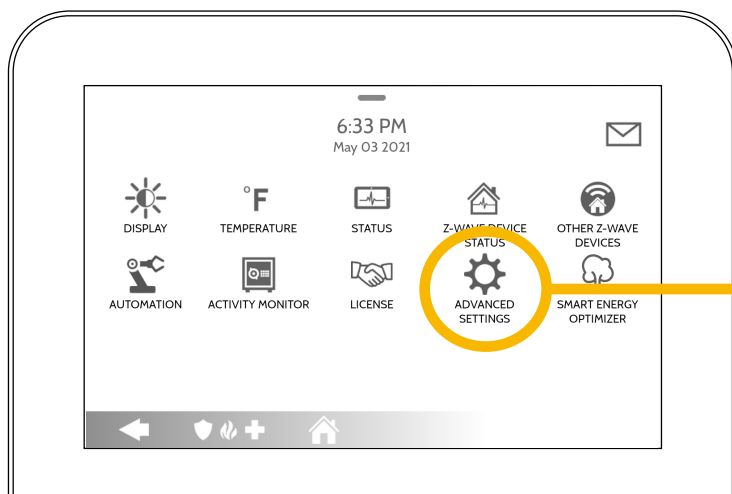 6:33 PM
May 03 2021
DISPLAY
°F
TEMPERATURE
STATUS
Z-WAVE DEVICE
STATUS
OTHER Z-WAVE
DEVICES
AUTOMATION
ACTIVITY MONITOR
LICENSE
ADVANCED
SETTINGS
SMART ENERGY
OPTIMIZER